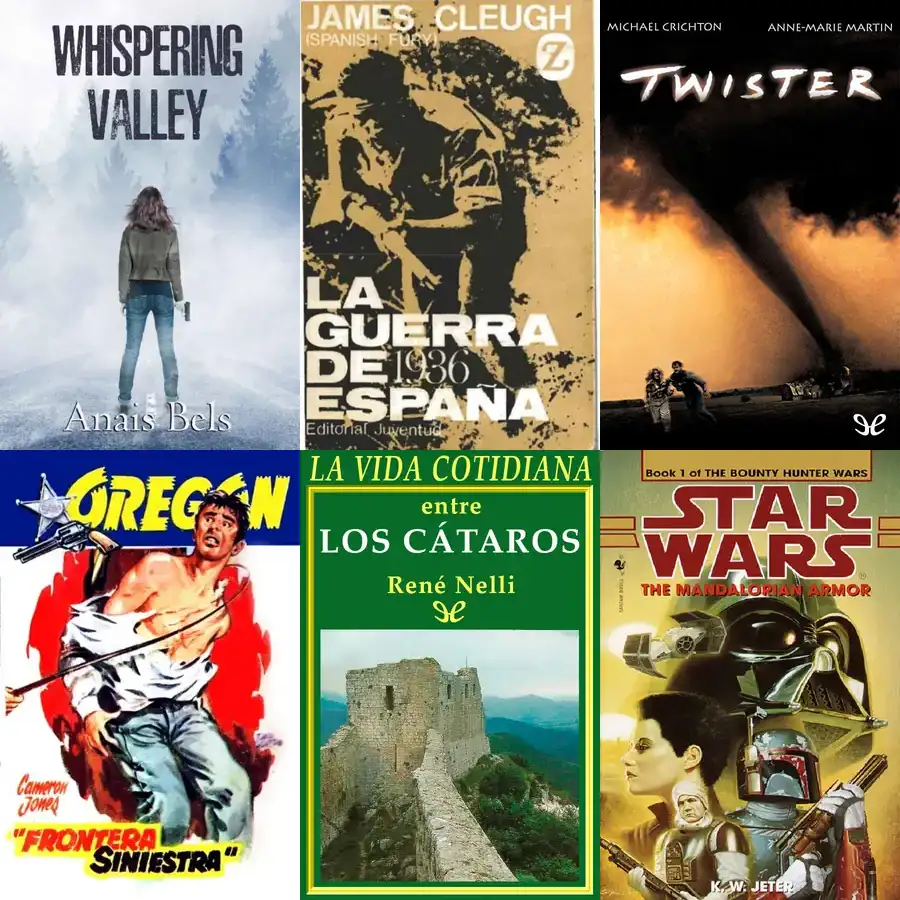 WHISPERING
VALLEY
Anais Bels
JAMES CLEUGH
(SPANISH FURY)
Z
LA
GUERRA
DE 1936
ESPAÑA
Editorial Juventud
MICHAEL CRICHTON ANNE-MARIE MARTIN
TWISTER
OREGON
Cameron
Jones
"FRONTERA
SINIESTRA"
LA VIDA COTIDIANA
entre
LOS CÁTAROS
René Nelli
Book 1 of THE BOUNTY HUNTER WARS
STAR
WARS®
THE MANDALORIAN ARMOR
K. W. JETER